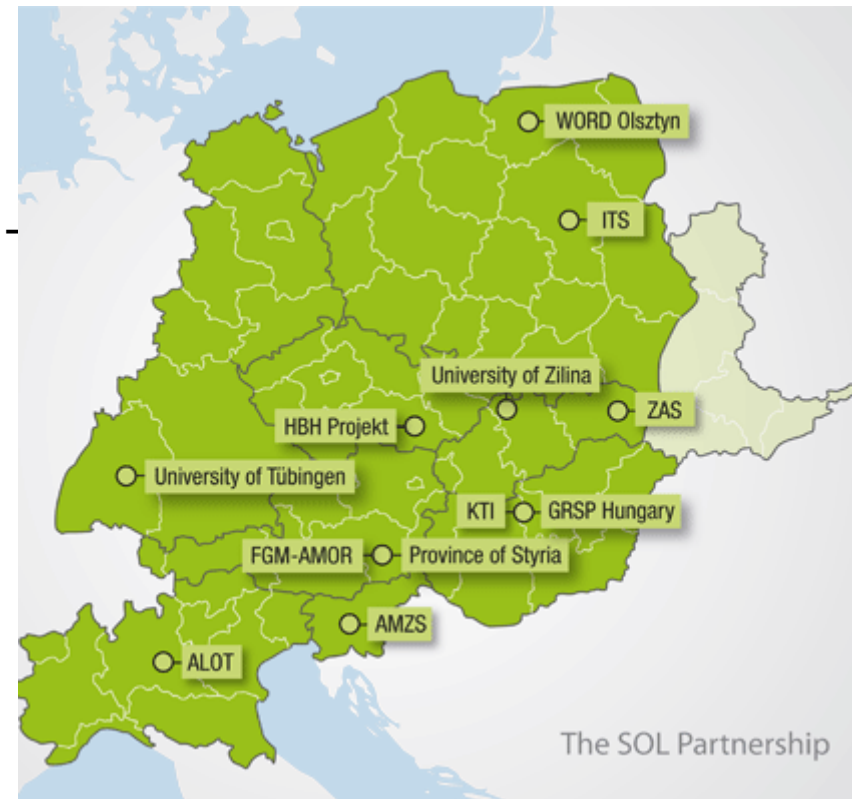 WORD Olsztyn
ITS
University of Zilina
ZAS
HBH Projekt
University of Tübingen
KTI
GRSP Hungary
FGM-AMOR
Province of Styria
AMZS
ALOT
The SOL Partnership